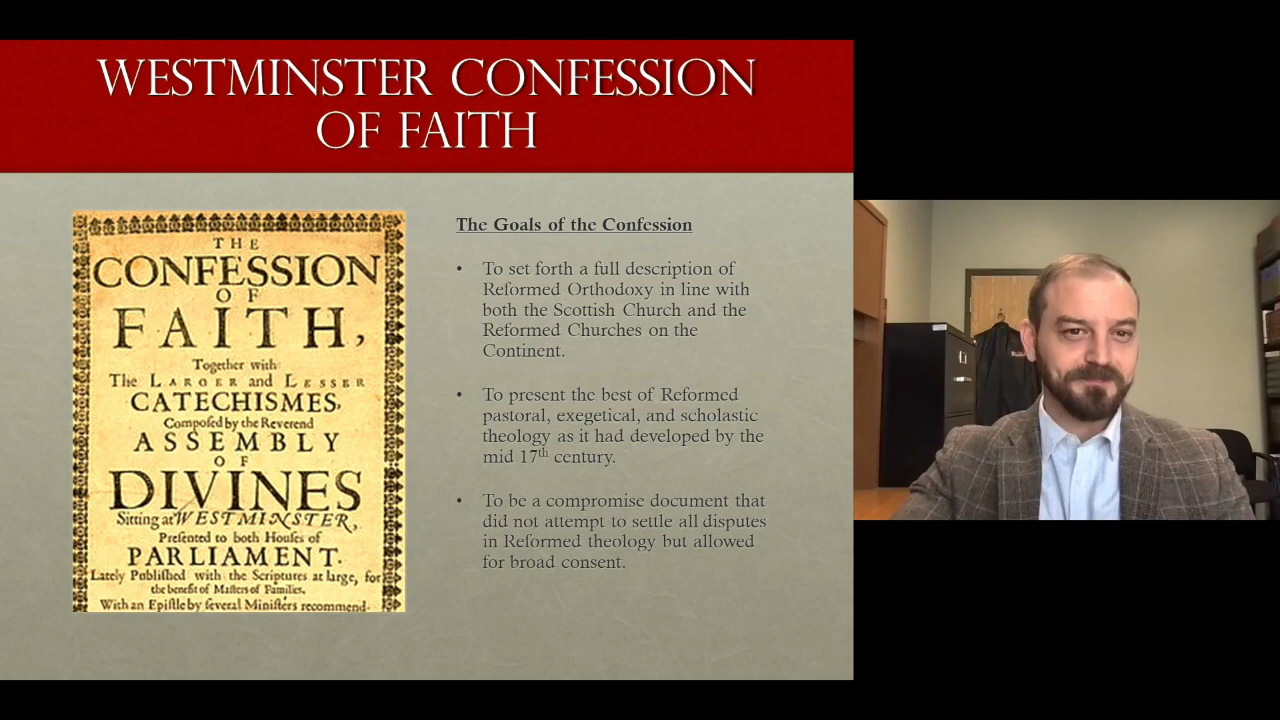 WESTMINSTER CONFESSION
OF FAITH
THE
CONFESSION
OF
FAITH,
Together with
The LARGER and LESSER
CATECHISMES,
Composed by the Reverend
ASSEMBLY
OF
DIVINES
Sitting at WESTMINSTER,
Presented to both Houses of
PARLIAMENT.
Lately Published with the Scriptures at large, for
the benefit of Masters of Families.
With an Epistle by several Ministers recommend-
The Goals of the Confession
• To set forth a full description of
Reformed Orthodoxy in line with
both the Scottish Church and the
Reformed Churches on the
Continent.
• To present the best of Reformed
pastoral, exegetical, and scholastic
theology as it had developed by the
mid 17th century.
• To be a compromise document that
did not attempt to settle all disputes
in Reformed theology but allowed
for broad consent.